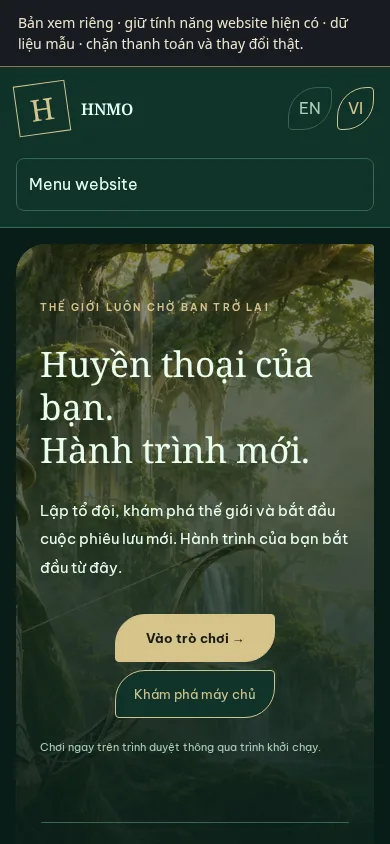 Bản xem riêng · giữ tính năng website hiện có · dữ
liệu mẫu · chặn thanh toán và thay đổi thật.
H
HNMO
EN
VI
Menu website
THẾ GIỚI LUÔN CHỜ BẠN TRỞ LẠI
Huyền thoại của
bạn.
Hành trình mới.
Lập tổ đội, khám phá thế giới và bắt đầu
cuộc phiêu lưu mới. Hành trình của bạn bắt
đầu từ đây.
Vào trò chơi →
Khám phá máy chủ
Chơi ngay trên trình duyệt thông qua trình khởi chạy.